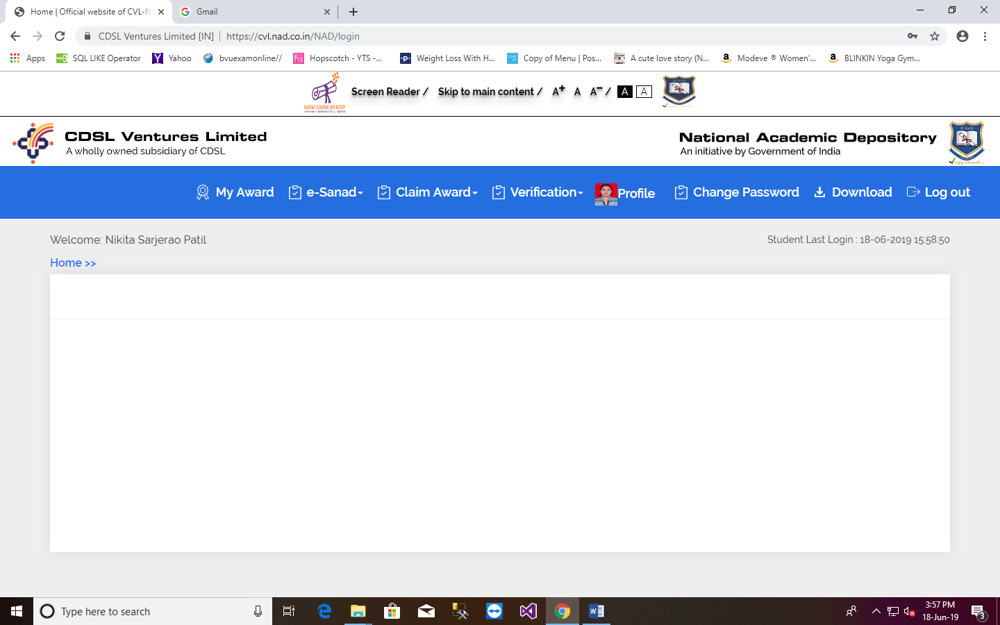 Home | Official website of CVL-N
Gmail
CDSL Ventures Limited [IN] | https://cvl.nad.co.in/NAD/login
Apps SQL LIKE Operator Yahoo bvuexamonline// Hopscotch - YTS -... Weight Loss With H... Copy of Menu | Pos... A cute love story (N... Modeve ® Women'... BLINKIN Yoga Gym...
NATIONAL ACADEMIC DEPOSITORY
Screen Reader / Skip to main content / A+ A A- / A A
CDSL Ventures Limited
A wholly owned subsidiary of CDSL
National Academic Depository
An initiative by Government of India
My Award e-Sanad Claim Award Verification Profile Change Password Download Log out
Welcome: Nikita Sarjerao Patil
Student Last Login : 18-06-2019 15:58:50
Home >>
Type here to search
3:57 PM
18-Jun-19
3